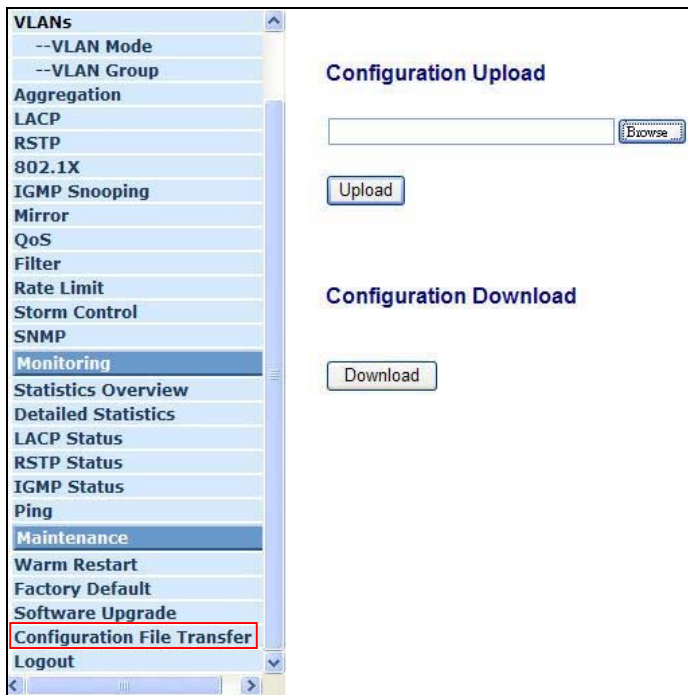 VLANs
--VLAN Mode
--VLAN Group
Aggregation
LACP
RSTP
802.1X
IGMP Snooping
Mirror
QoS
Filter
Rate Limit
Storm Control
SNMP
Monitoring
Statistics Overview
Detailed Statistics
LACP Status
RSTP Status
IGMP Status
Ping
Maintenance
Warm Restart
Factory Default
Software Upgrade
Configuration File Transfer
Logout
Configuration Upload
Browse...
Upload
Configuration Download
Download